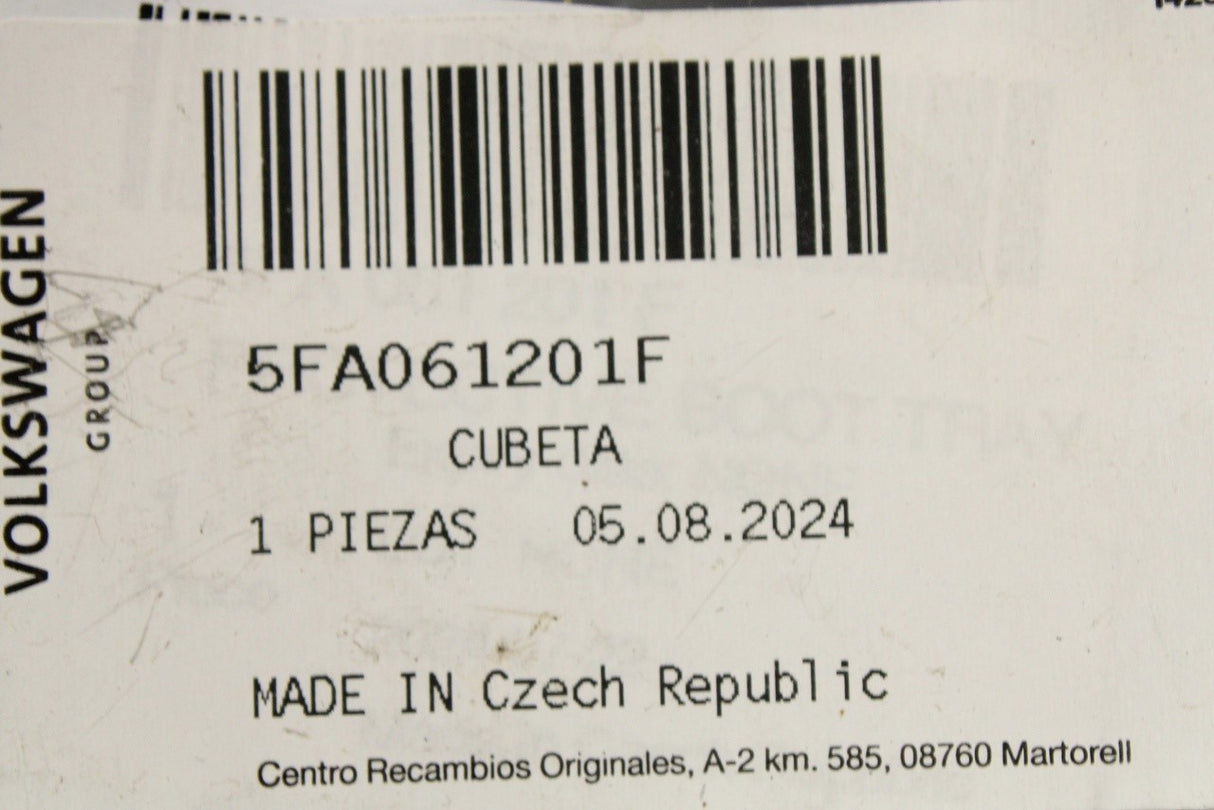 VOLKSWAGEN
GROUP
5FA061201F
CUBETA
1 PIEZAS 05.08.2024
MADE IN Czech Republic
Centro Recambios Originales, A-2 km. 585, 08760 Martorell